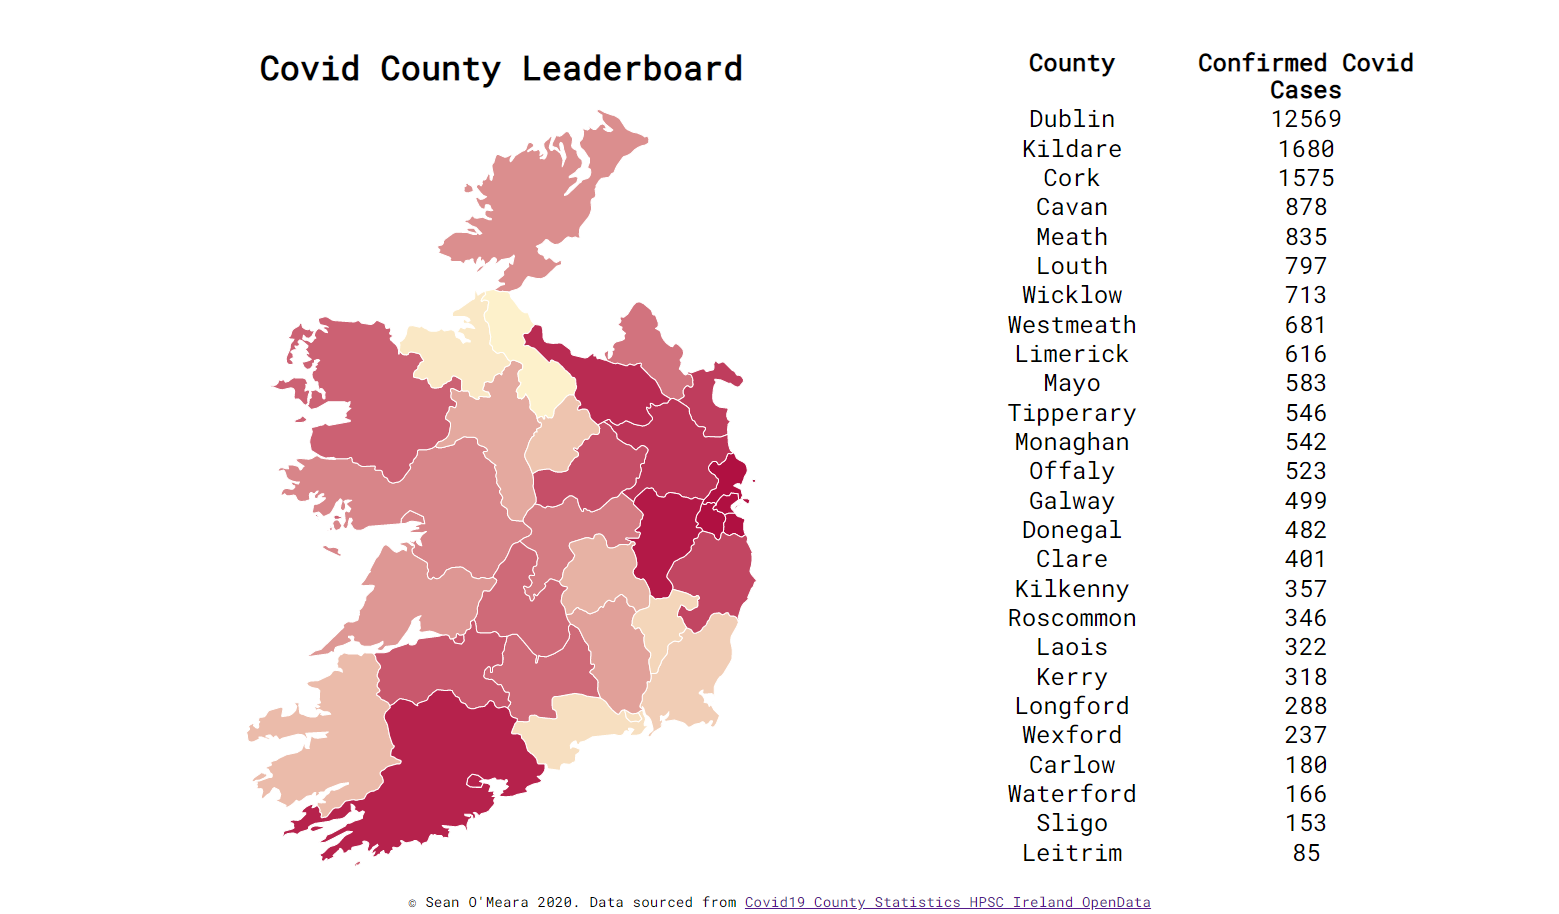 Covid County Leaderboard
County Confirmed Covid
Cases
Dublin 12569
Kildare 1680
Cork 1575
Cavan 878
Meath 835
Louth 797
Wicklow 713
Westmeath 681
Limerick 616
Mayo 583
Tipperary 546
Monaghan 542
Offaly 523
Galway 499
Donegal 482
Clare 401
Kilkenny 357
Roscommon 346
Laois 322
Kerry 318
Longford 288
Wexford 237
Carlow 180
Waterford 166
Sligo 153
Leitrim 85
© Sean O'Meara 2020. Data sourced from Covid19 County Statistics HPSC Ireland OpenData